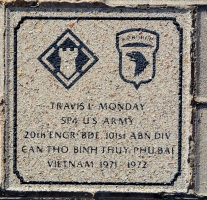 AIRBORNE
TRAVIS L. MONDAY
SP4 U.S. ARMY
20th ENGR. BDE. 101st ABN. DIV.
CAN THO, BINH THUY, PHU BAI
VIETNAM, 1971 - 1972